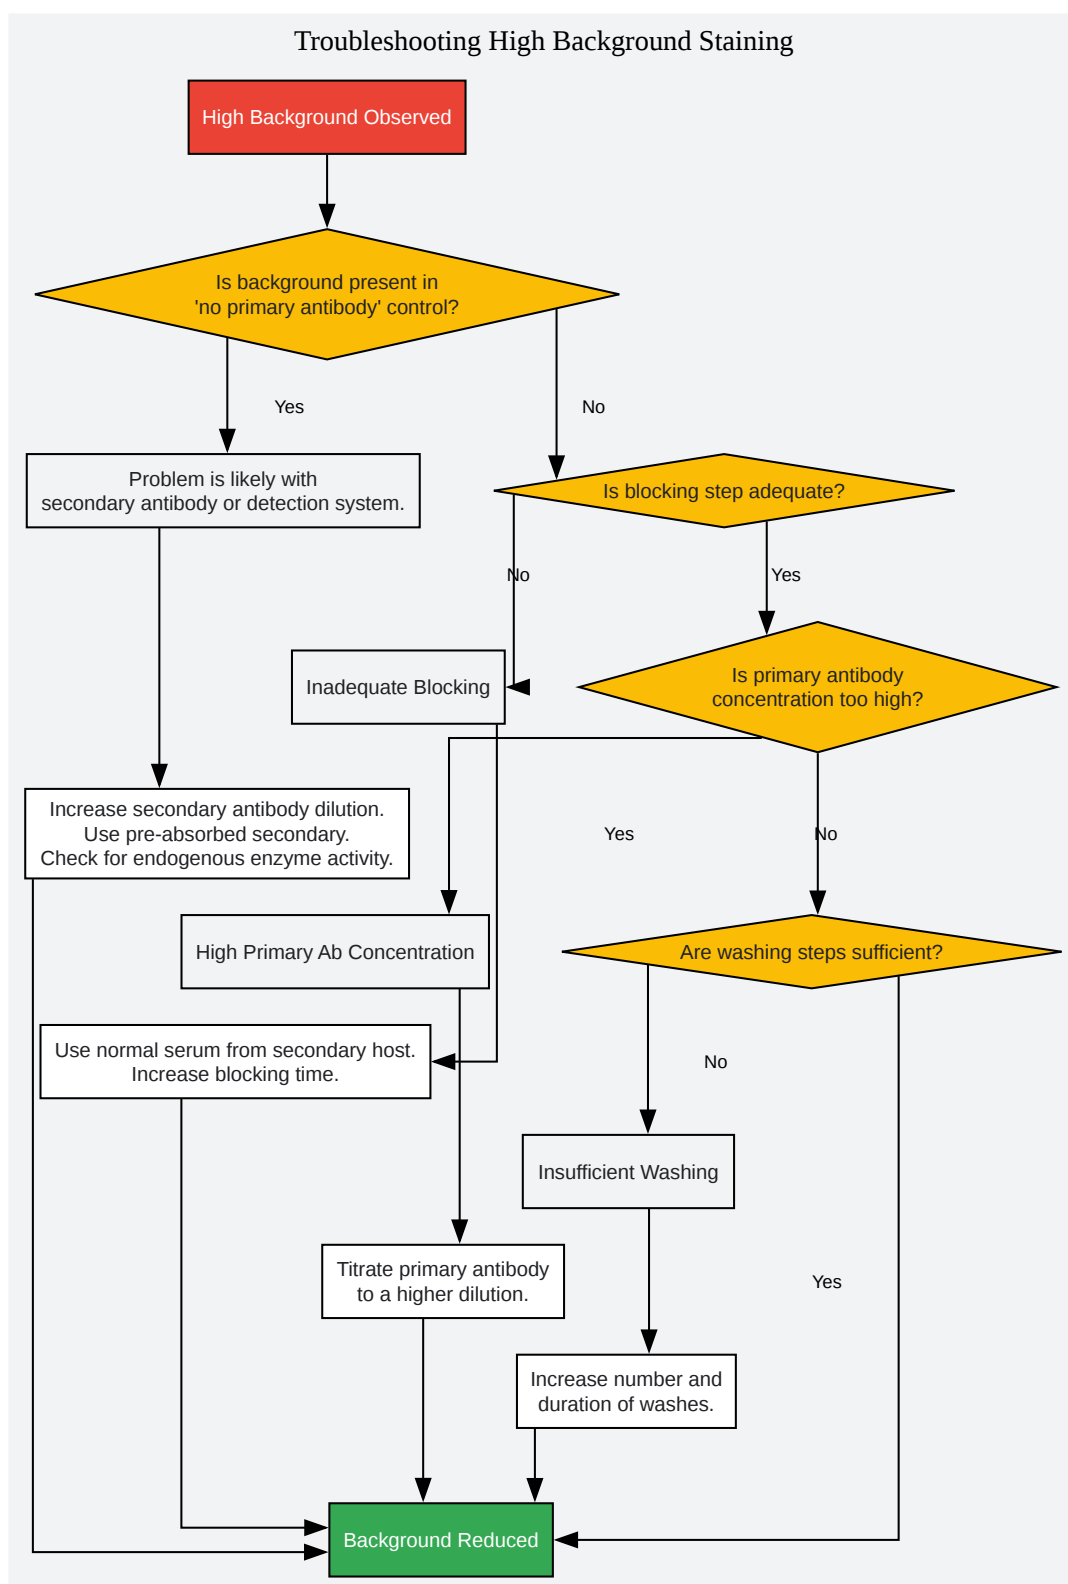 Troubleshooting High Background Staining
High Background Observed
Is background present in
'no primary antibody' control?
Yes
No
Problem is likely with
secondary antibody or detection system.
Is blocking step adequate?
No
Yes
Inadequate Blocking
Is primary antibody
concentration too high?
Increase secondary antibody dilution.
Use pre-absorbed secondary.
Check for endogenous enzyme activity.
Yes
No
High Primary Ab Concentration
Are washing steps sufficient?
Use normal serum from secondary host.
Increase blocking time.
No
Insufficient Washing
Titrate primary antibody
to a higher dilution.
Yes
Increase number and
duration of washes.
Background Reduced